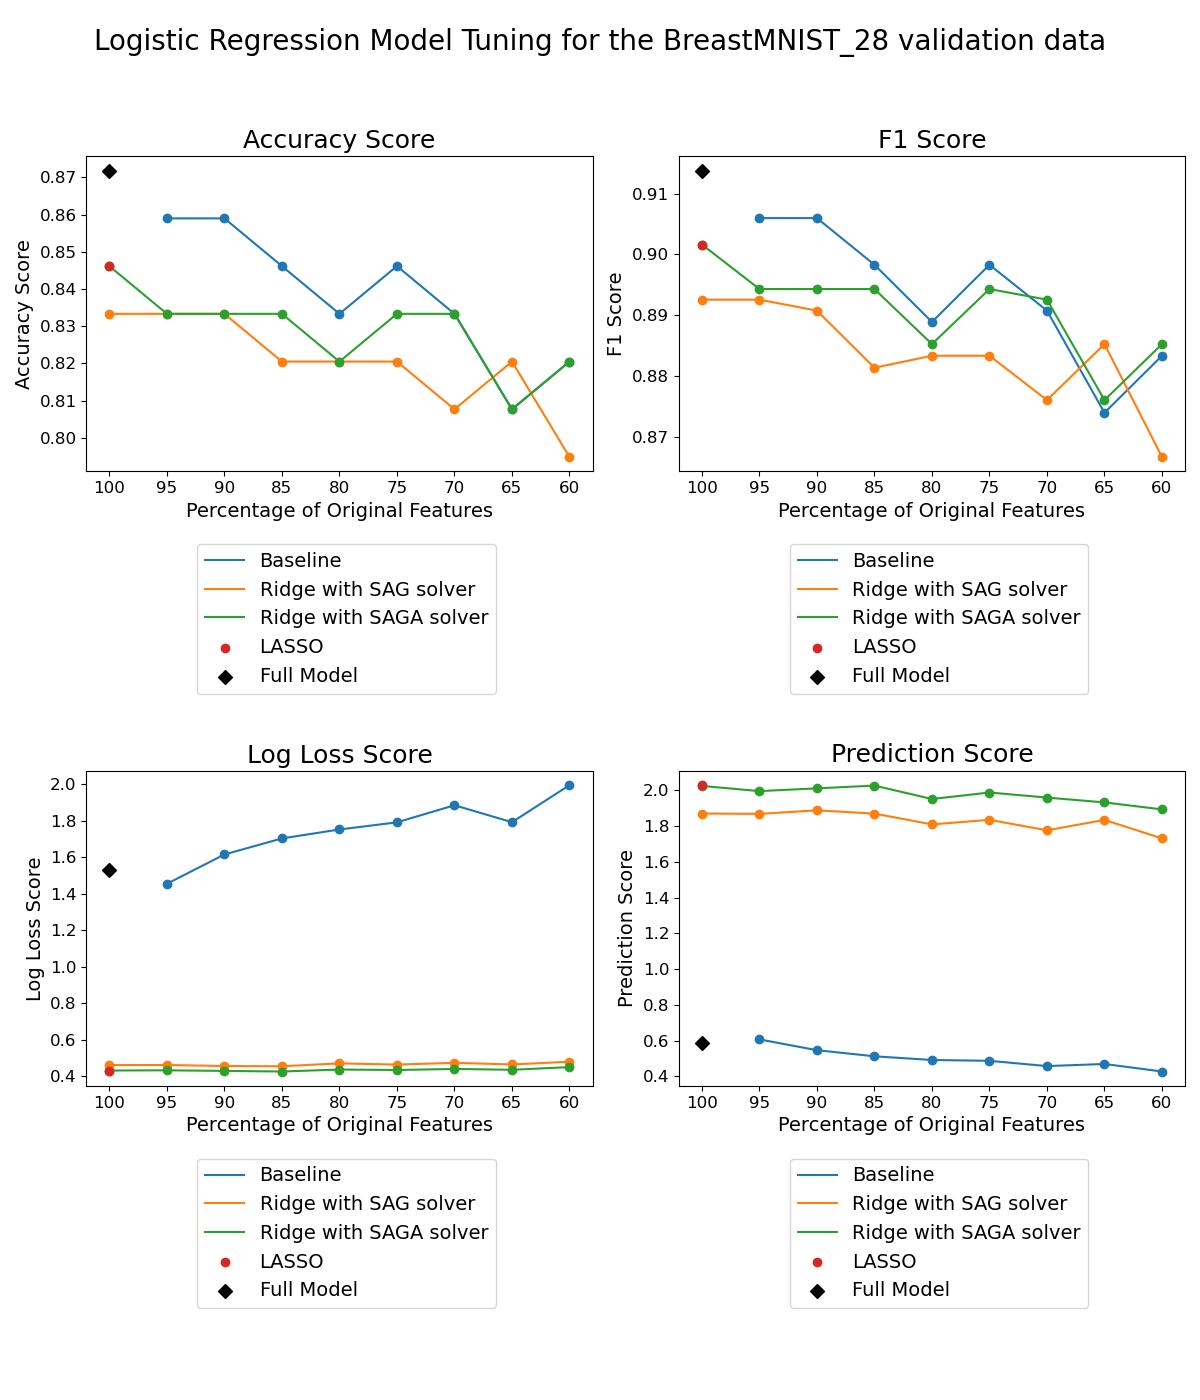 Logistic Regression Model Tuning for the BreastMNIST_28 validation data
Accuracy Score
Accuracy Score
0.87
0.86
0.85
0.84
0.83
0.82
0.81
0.80
100 95 90 85 80 75 70 65 60
Percentage of Original Features
Baseline
Ridge with SAG solver
Ridge with SAGA solver
LASSO
Full Model
F1 Score
F1 Score
0.91
0.90
0.89
0.88
0.87
100 95 90 85 80 75 70 65 60
Percentage of Original Features
Baseline
Ridge with SAG solver
Ridge with SAGA solver
LASSO
Full Model
Log Loss Score
Log Loss Score
2.0
1.8
1.6
1.4
1.2
1.0
0.8
0.6
0.4
100 95 90 85 80 75 70 65 60
Percentage of Original Features
Baseline
Ridge with SAG solver
Ridge with SAGA solver
LASSO
Full Model
Prediction Score
Prediction Score
2.0
1.8
1.6
1.4
1.2
1.0
0.8
0.6
0.4
100 95 90 85 80 75 70 65 60
Percentage of Original Features
Baseline
Ridge with SAG solver
Ridge with SAGA solver
LASSO
Full Model